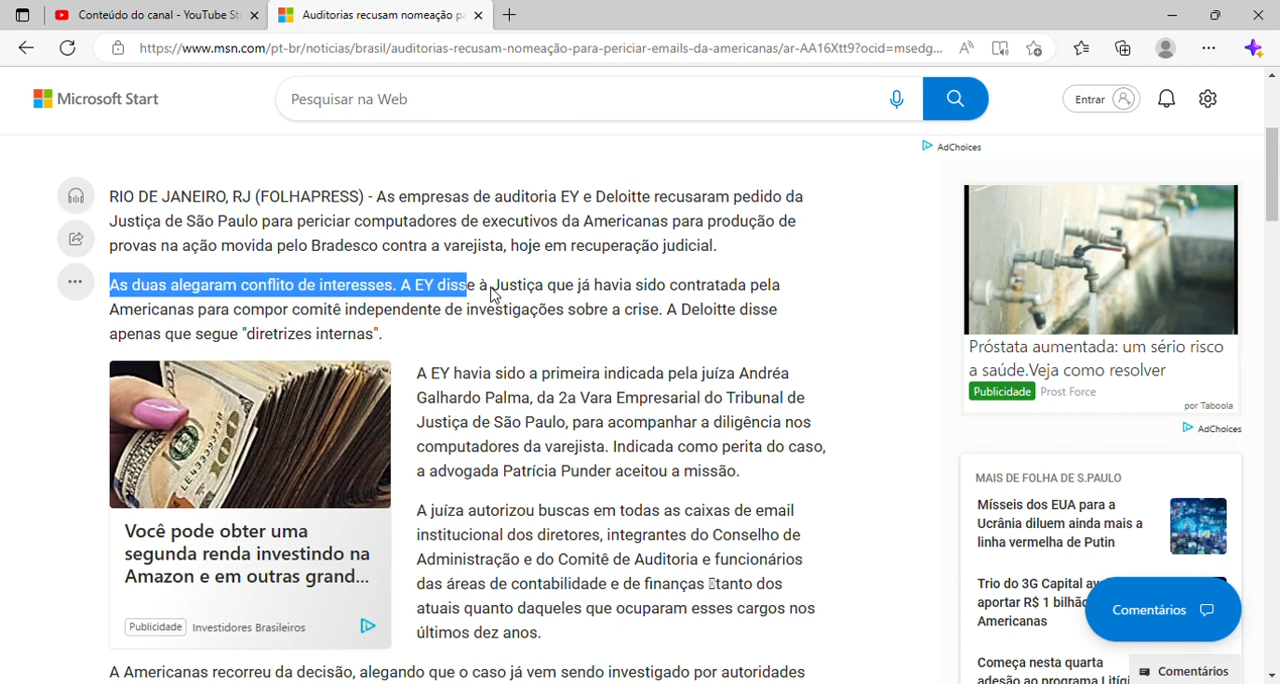 Conteúdo do canal - YouTube St
Auditorias recusam nomeação pa
https://www.msn.com/pt-br/noticias/brasil/auditorias-recusam-nomeação-para-periciar-emails-da-americanas/ar-AA16Xtt9?ocid=msedg...
Microsoft Start
Pesquisar na Web
Entrar
AdChoices
RIO DE JANEIRO, RJ (FOLHAPRESS) - As empresas de auditoria EY e Deloitte recusaram pedido da
Justiça de São Paulo para periciar computadores de executivos da Americanas para produção de
provas na ação movida pelo Bradesco contra a varejista, hoje em recuperação judicial.
As duas alegaram conflito de interesses. A EY disse à Justiça que já havia sido contratada pela
Americanas para compor comitê independente de investigações sobre a crise. A Deloitte disse
apenas que segue "diretrizes internas".
A EY havia sido a primeira indicada pela juíza Andréa
Galhardo Palma, da 2a Vara Empresarial do Tribunal de
Justiça de São Paulo, para acompanhar a diligência nos
computadores da varejista. Indicada como perita do caso,
a advogada Patrícia Punder aceitou a missão.
A juíza autorizou buscas em todas as caixas de email
institucional dos diretores, integrantes do Conselho de
Administração e do Comitê de Auditoria e funcionários
das áreas de contabilidade e de finanças tanto dos
atuais quanto daqueles que ocuparam esses cargos nos
últimos dez anos.
Você pode obter uma
segunda renda investindo na
Amazon e em outras grand...
Publicidade Investidores Brasileiros
A Americanas recorreu da decisão, alegando que o caso já vem sendo investigado por autoridades
Próstata aumentada: um sério risco
a saúde.Veja como resolver
Publicidade Prost Force
por Taboola
AdChoices
MAIS DE FOLHA DE S.PAULO
Mísseis dos EUA para a
Ucrânia diluem ainda mais a
linha vermelha de Putin
Trio do 3G Capital
aportar R$ 1 bilhão
Americanas
Comentários
Começa nesta quarta
adesão ao programa
Comentários